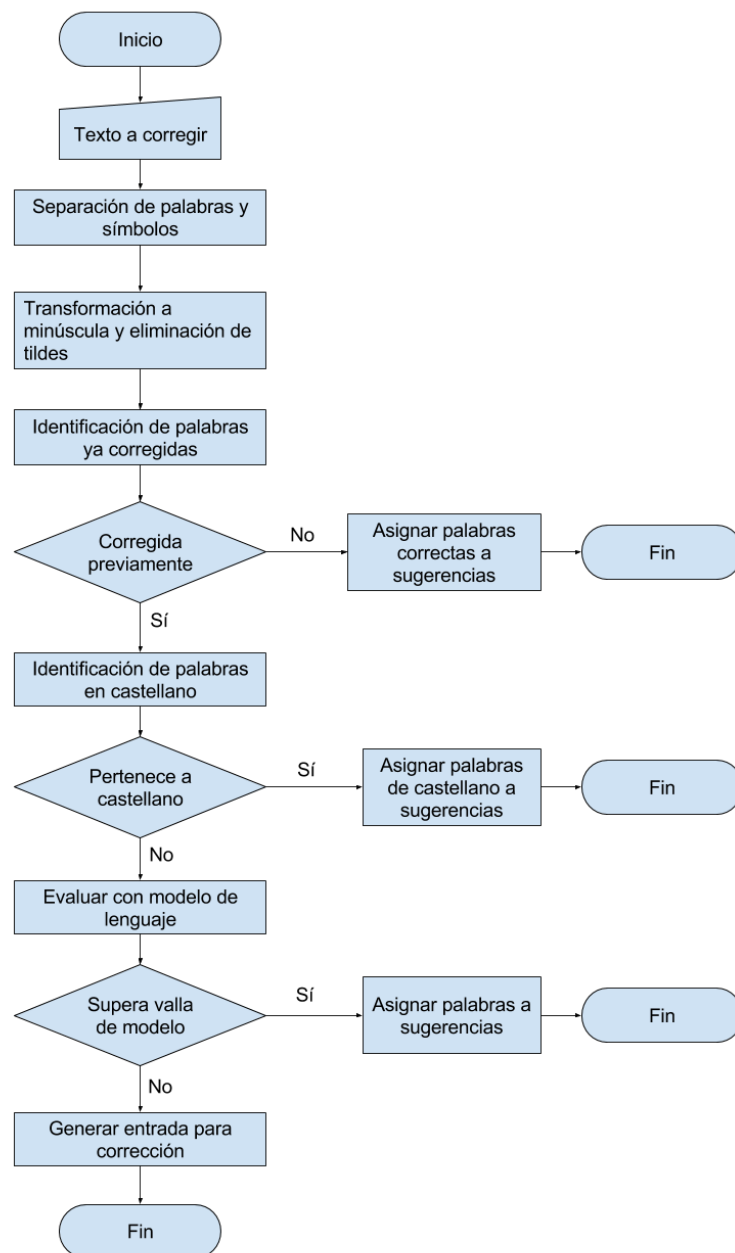 Inicio
Texto a corregir
Separación de palabras y
símbolos
Transformación a
minúscula y eliminación de
tildes
Identificación de palabras
ya corregidas
Corregida
previamente
No
Asignar palabras
correctas a
sugerencias
Fin
Sí
Identificación de palabras
en castellano
Pertenece a
castellano
Sí
Asignar palabras
de castellano a
sugerencias
Fin
No
Evaluar con modelo de
lenguaje
Supera valla
de modelo
Sí
Asignar palabras a
sugerencias
Fin
No
Generar entrada para
corrección
Fin